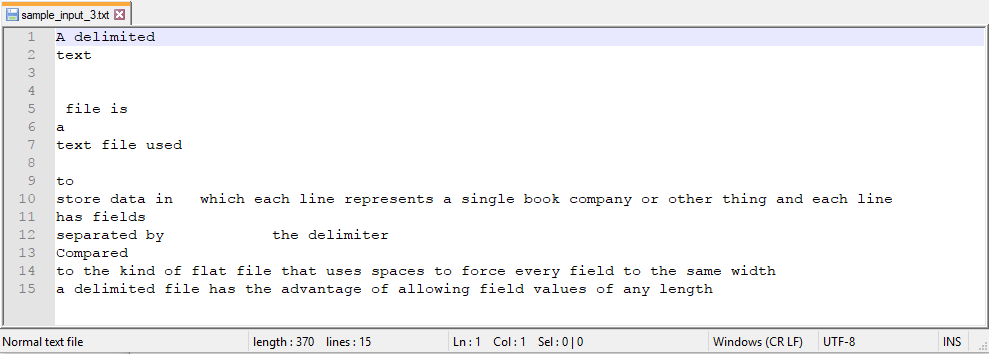 sample_input_3.txt
1 A delimited
2 text
3
4
5  file is
6 a
7 text file used
8
9 to
10 store data in   which each line represents a single book company or other thing and each line
11 has fields
12 separated by            the delimiter
13 Compared
14 to the kind of flat file that uses spaces to force every field to the same width
15 a delimited file has the advantage of allowing field values of any length
Normal text file length : 370 lines : 15 Ln : 1 Col : 1 Sel : 0 | 0 Windows (CR LF) UTF-8 INS